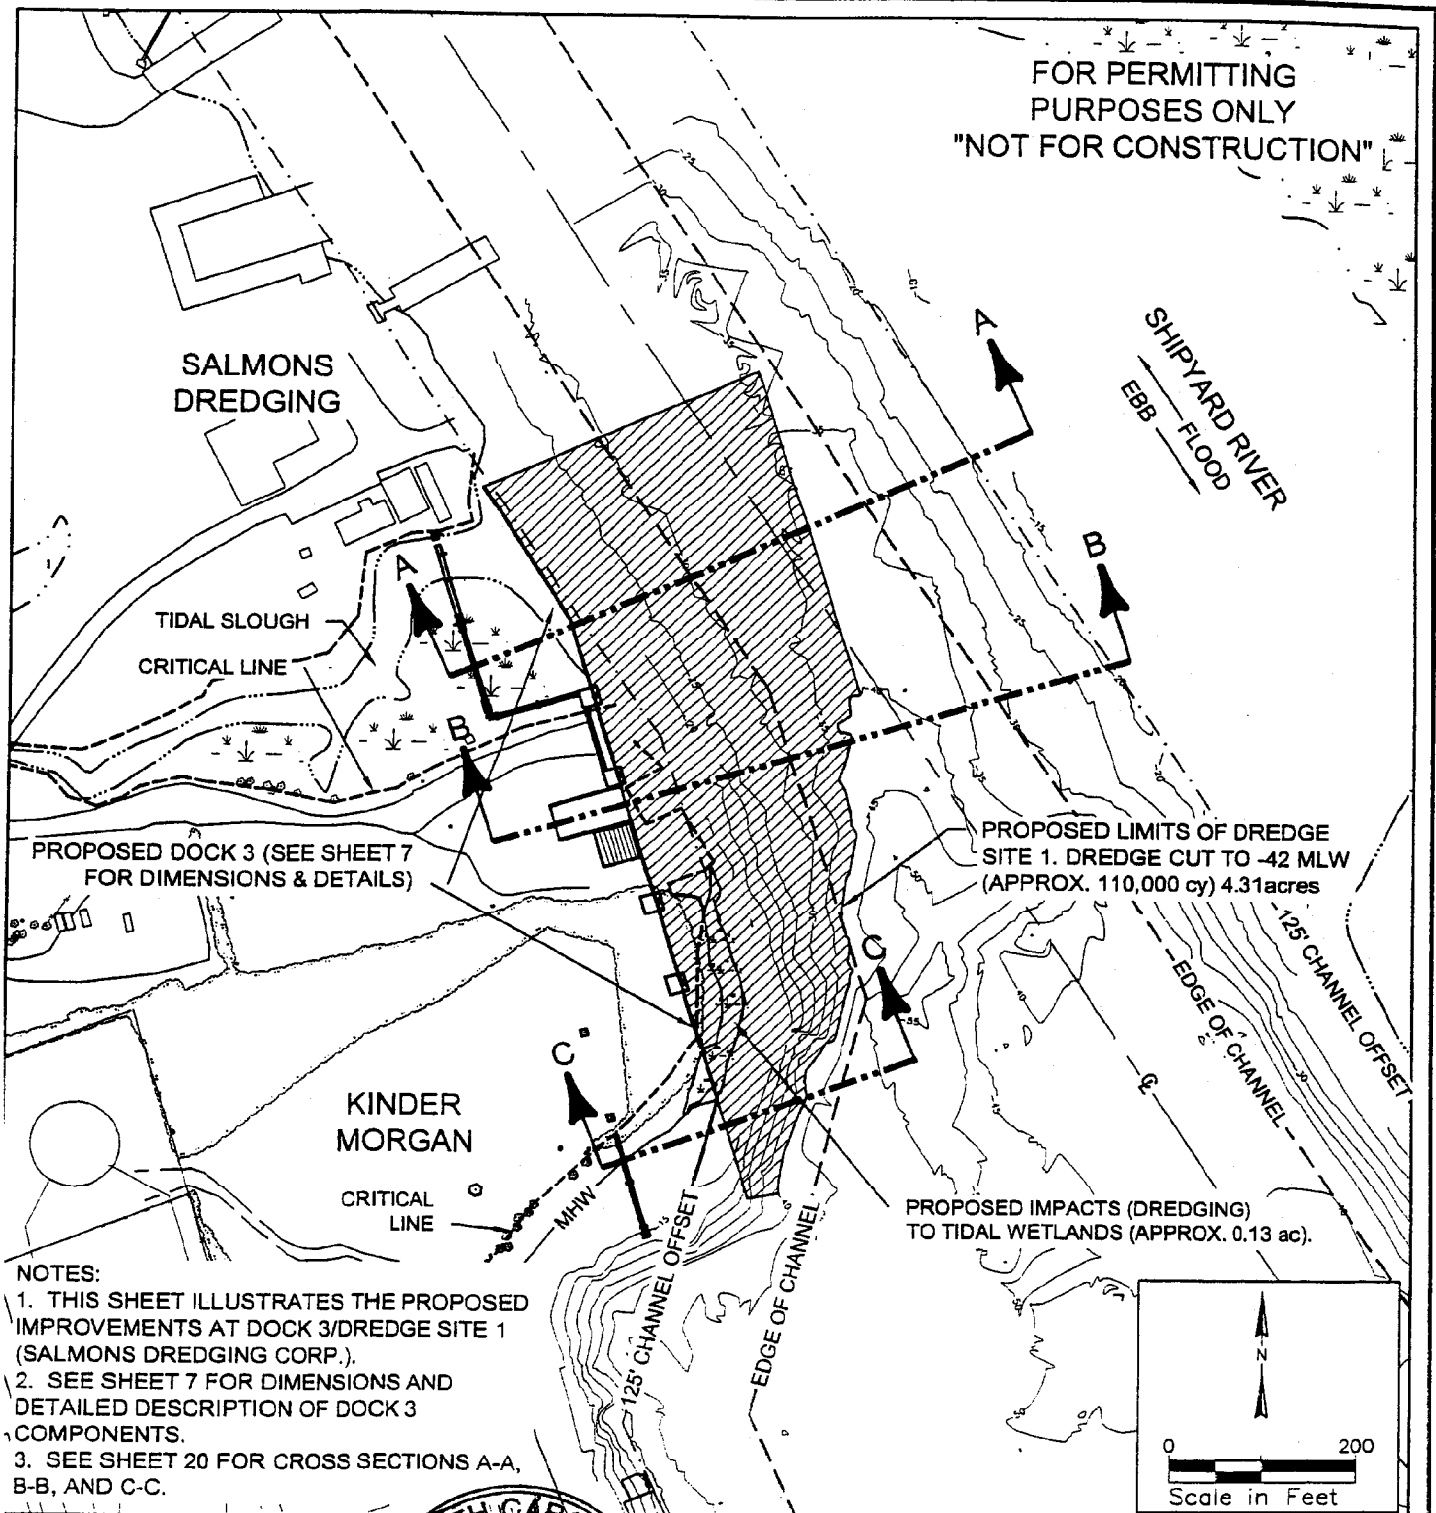 FOR PERMITTING
PURPOSES ONLY
"NOT FOR CONSTRUCTION"
SALMONS
DREDGING
A
SHIPYARD RIVER
EBB
FLOOD
B
A
TIDAL SLOUGH
CRITICAL LINE
B
PROPOSED DOCK 3 (SEE SHEET 7
FOR DIMENSIONS & DETAILS)
PROPOSED LIMITS OF DREDGE
SITE 1. DREDGE CUT TO -42 MLW
(APPROX. 110,000 cy) 4.31acres
125' CHANNEL OFFSET
EDGE OF CHANNEL
C
C
KINDER
MORGAN
CRITICAL
LINE
MHW
125' CHANNEL OFFSET
EDGE OF CHANNEL
PROPOSED IMPACTS (DREDGING)
TO TIDAL WETLANDS (APPROX. 0.13 ac).
NOTES:
1. THIS SHEET ILLUSTRATES THE PROPOSED
IMPROVEMENTS AT DOCK 3/DREDGE SITE 1
(SALMONS DREDGING CORP.).
2. SEE SHEET 7 FOR DIMENSIONS AND
DETAILED DESCRIPTION OF DOCK 3
COMPONENTS.
3. SEE SHEET 20 FOR CROSS SECTIONS A-A,
B-B, AND C-C.
N
0 200
Scale in Feet